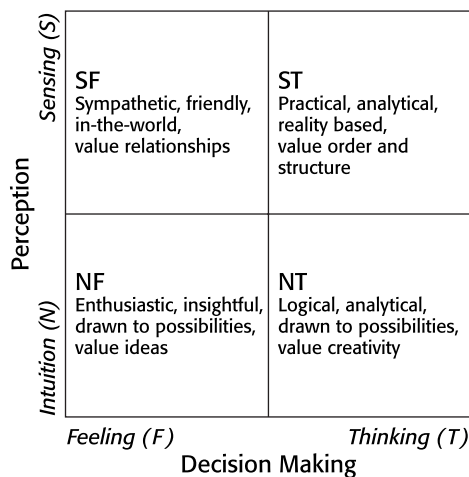 Perception
Sensing (S)
Intuition (N)
SF
Sympathetic, friendly,
in-the-world,
value relationships
ST
Practical, analytical,
reality based,
value order and
structure
NF
Enthusiastic, insightful,
drawn to possibilities,
value ideas
NT
Logical, analytical,
drawn to possibilities,
value creativity
Feeling (F)
Thinking (T)
Decision Making